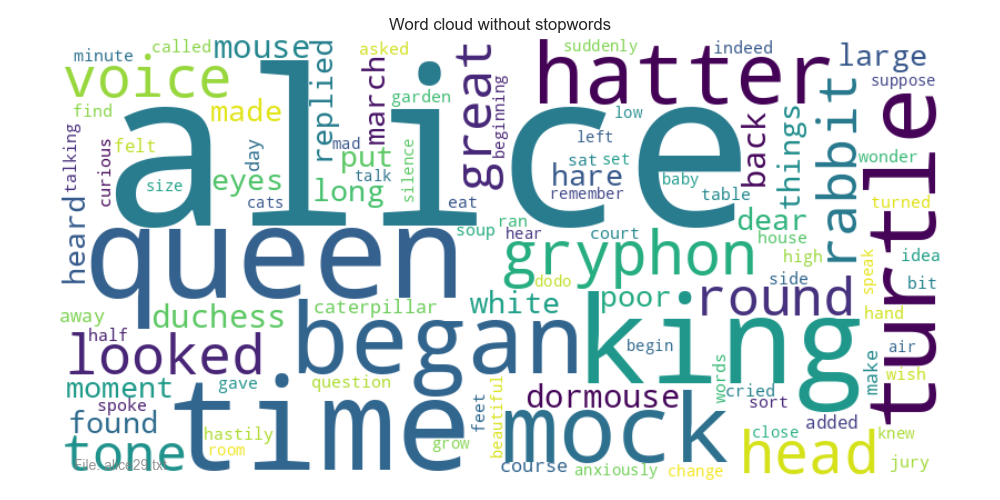 Word cloud without stopwords
minute called mouse replied asked march great suddenly indeed large
voice garden beginning hatter low suppose
find made mad put left back things rabbit turtle
talking curious felt day eyes size long talk silence hare sat set baby wonder
cats eat remember table dear turned
alice
heard queen soup ran hear court house idea
gryphon high side speak bit
away duchess caterpillar white dodo poor round hand
half began king begin air
looked make wish
moment gave question beautiful feet dormouse words cried sort added
spoke time mock
found hastily room grow close knew
tone course anxiously change head jury
File: alice29.txt